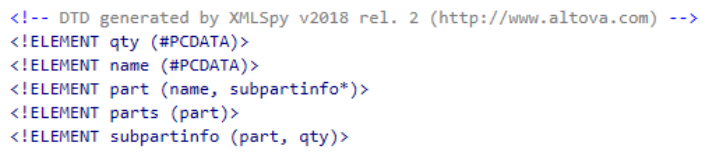 <!-- DTD generated by XMLSpy v2018 rel. 2 (http://www.altova.com) -->
<!ELEMENT qty (#PCDATA)>
<!ELEMENT name (#PCDATA)>
<!ELEMENT part (name, subpartinfo*)>
<!ELEMENT parts (part)>
<!ELEMENT subpartinfo (part, qty)>